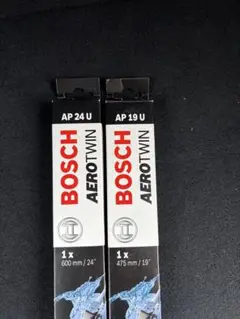 AP 24 U
BOSCH
AEROTWIN
1 x
600 mm / 24"
AP 19 U
BOSCH
AEROTWIN
1 x
475 mm / 19"